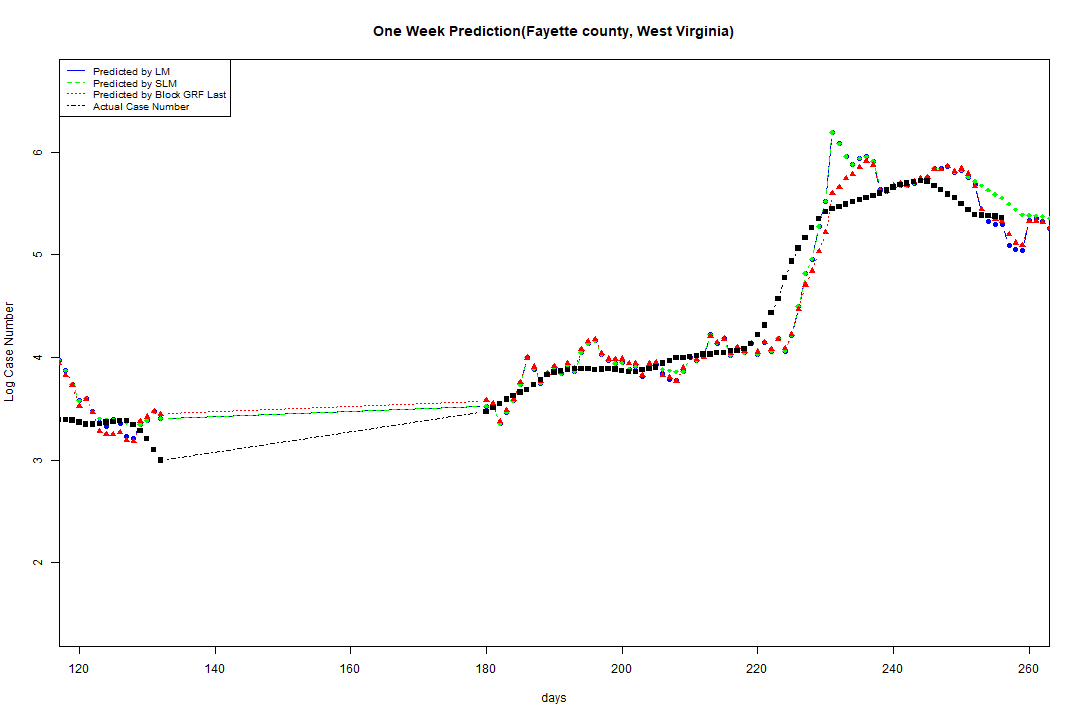 One Week Prediction(Fayette county, West Virginia)
Predicted by LM
Predicted by SLM
Predicted by Block GRF Last
Actual Case Number
6
5
4
3
2
Log Case Number
120 140 160 180 200 220 240 260
days